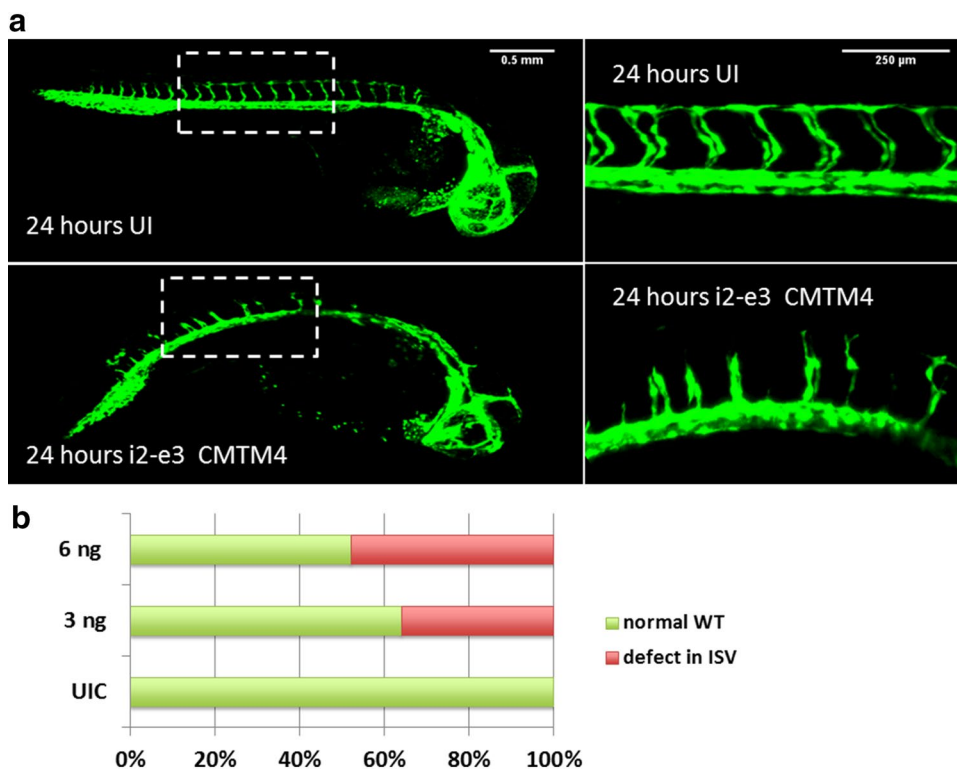 a
0.5 mm
24 hours UI
250 µm
24 hours UI
24 hours i2-e3  CMTM4
24 hours i2-e3  CMTM4
b
6 ng
3 ng
UIC
0% 20% 40% 60% 80% 100%
normal WT
defect in ISV